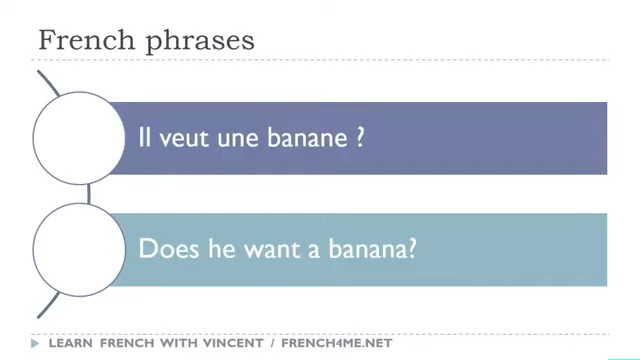 French phrases
Il veut une banane ?
Does he want a banana?
LEARN FRENCH WITH VINCENT / FRENCH4ME.NET